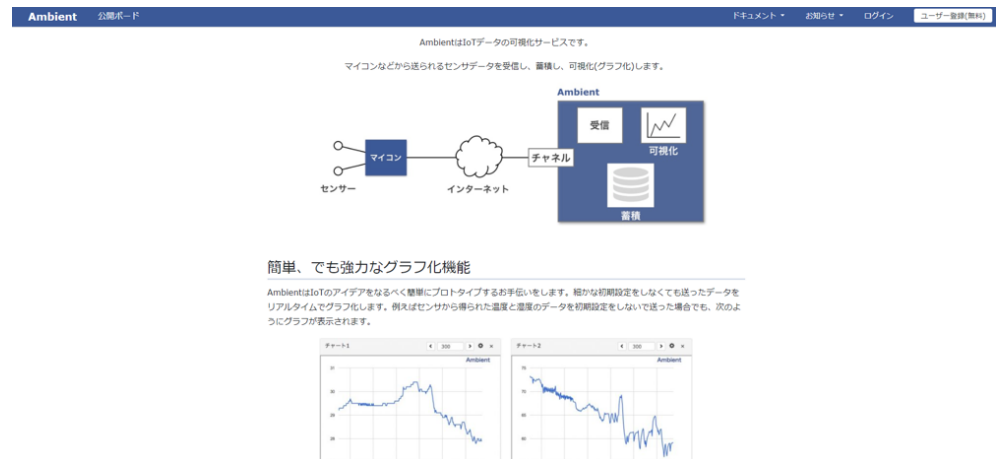 Ambient 公開ボード ドキュメント お知らせ ログイン ユーザー登録(無料)
AmbientはIoTデータの可視化サービスです。
マイコンなどから送られるセンサデータを受信し、蓄積し、可視化(グラフ化)します。
Ambient
受信
可視化
マイコン
チャネル
センサー
インターネット
蓄積
簡単、でも強力なグラフ化機能
AmbientはIoTのアイデアをなるべく簡単にプロトタイプするお手伝いをします。細かな初期設定をしなくても送ったデータを
リアルタイムでグラフ化します。例えばセンサから得られた温度と湿度のデータを初期設定をしないで送った場合でも、次のよ
うにグラフが表示されます。
チャート1 300
Ambient
31
30
29
28
チャート2 300
Ambient
75
70
65
60